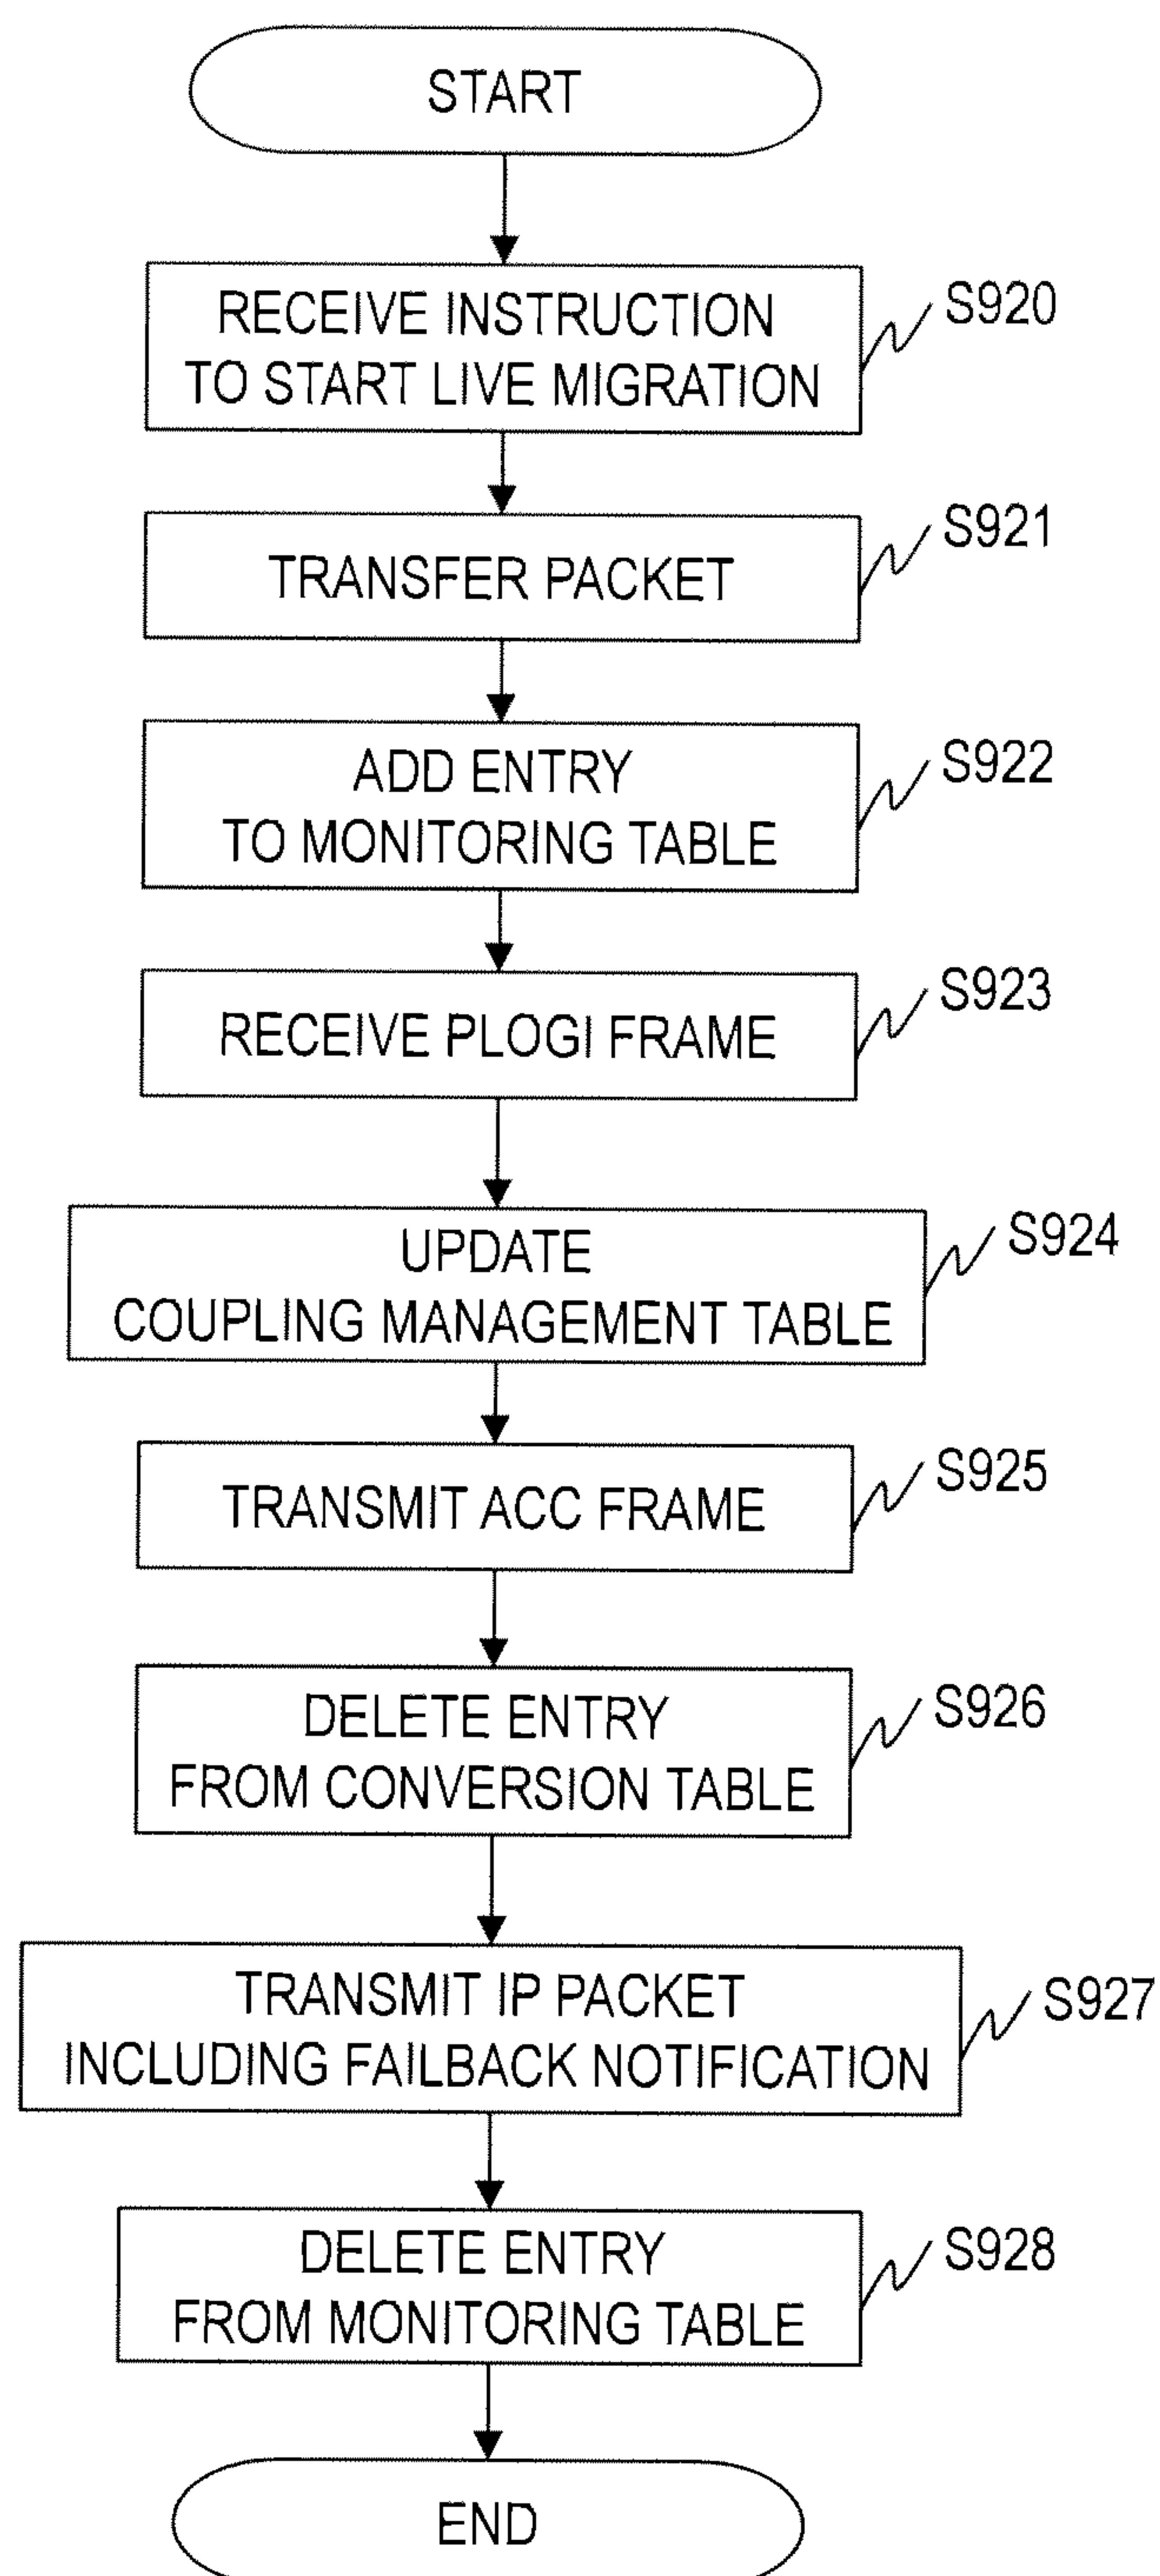 START
RECEIVE INSTRUCTION
TO START LIVE MIGRATION
S920
TRANSFER PACKET
S921
ADD ENTRY
TO MONITORING TABLE
S922
RECEIVE PLOGI FRAME
S923
UPDATE
COUPLING MANAGEMENT TABLE
S924
TRANSMIT ACC FRAME
S925
DELETE ENTRY
FROM CONVERSION TABLE
S926
TRANSMIT IP PACKET
INCLUDING FAILBACK NOTIFICATION
S927
DELETE ENTRY
FROM MONITORING TABLE
S928
END